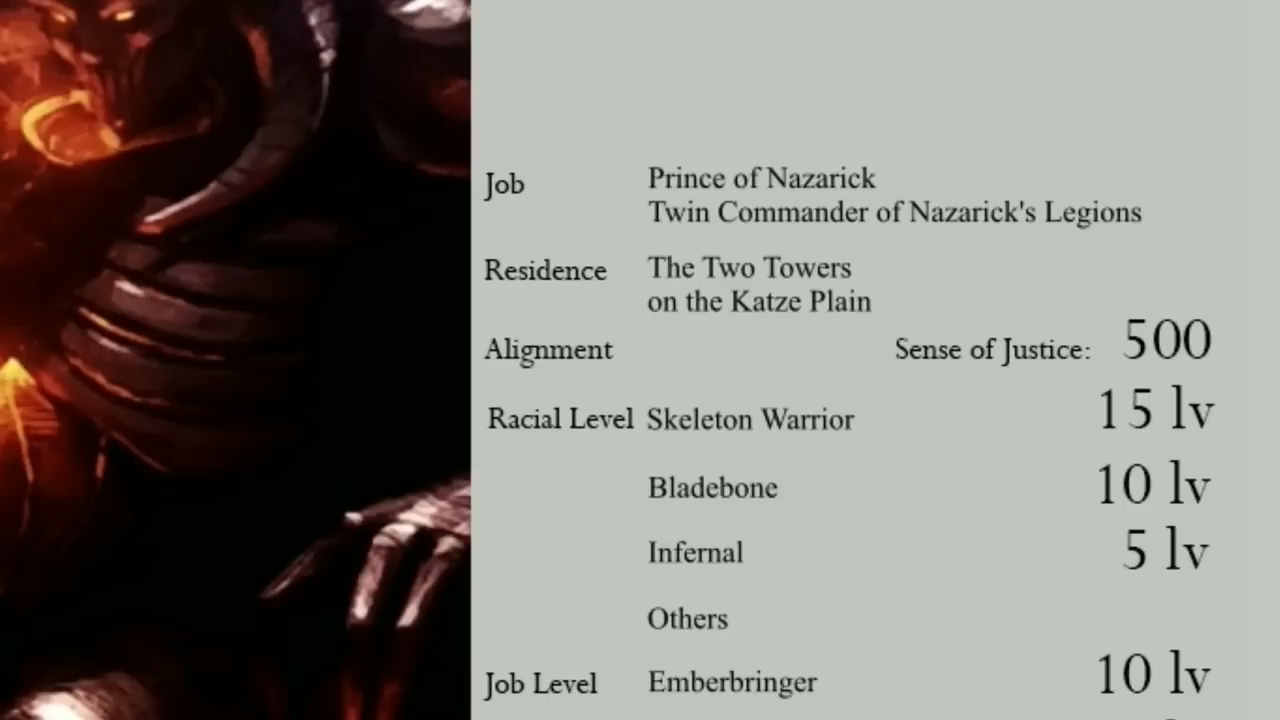 Job Prince of Nazarick
Twin Commander of Nazarick's Legions
Residence The Two Towers
on the Katze Plain
Alignment Sense of Justice: 500
Racial Level Skeleton Warrior 15 lv
Bladebone 10 lv
Infernal 5 lv
Others
Job Level Emberbringer 10 lv